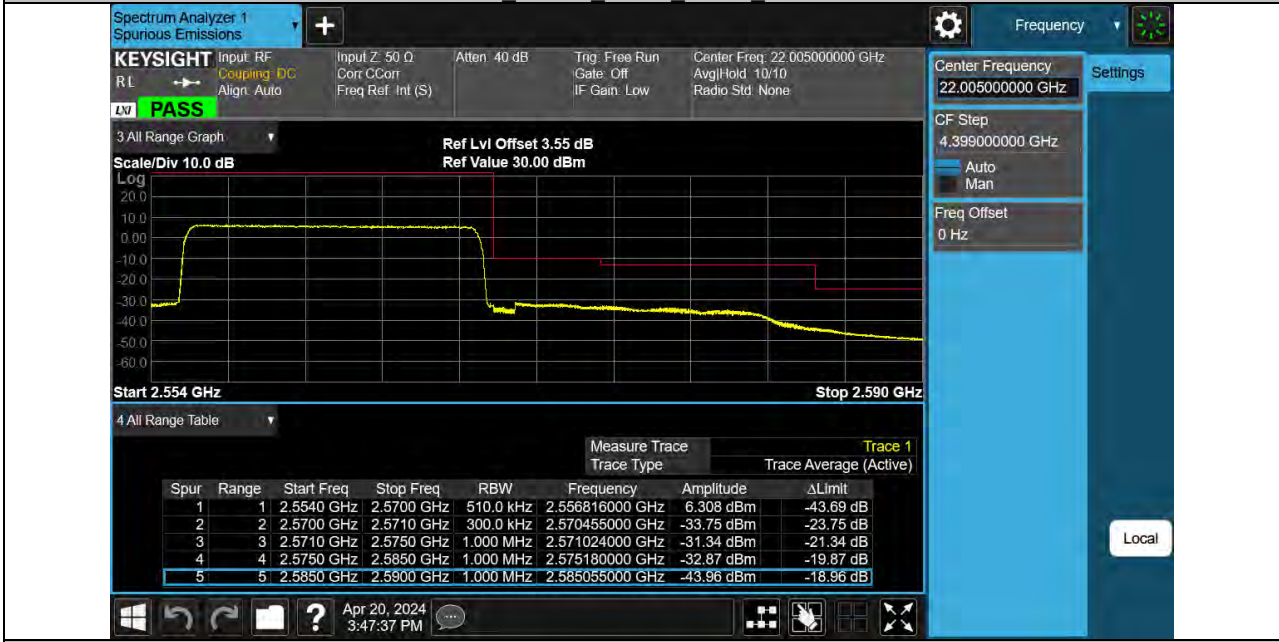 Spectrum Analyzer 1
Spurious Emissions
Frequency
KEYSIGHT
Input: RF
Coupling: DC
Align: Auto
Input Z: 50 Ω
Corr CCorr
Freq Ref: Int (S)
Atten: 40 dB
Trig: Free Run
Gate: Off
IF Gain: Low
Center Freq: 22.005000000 GHz
Avg|Hold: 10/10
Radio Std: None
RL
LXI
PASS
Center Frequency
22.005000000 GHz
Settings
CF Step
4.399000000 GHz
Auto
Man
Freq Offset
0 Hz
3 All Range Graph
Ref Lvl Offset 3.55 dB
Scale/Div 10.0 dB
Ref Value 30.00 dBm
Log
20.0
10.0
0.00
-10.0
-20.0
-30.0
-40.0
-50.0
-60.0
Start 2.554 GHz
Stop 2.590 GHz
4 All Range Table
Measure Trace Trace 1
Trace Type Trace Average (Active)
Spur Range Start Freq Stop Freq RBW Frequency Amplitude ΔLimit
1 1 2.5540 GHz 2.5700 GHz 510.0 kHz 2.556816000 GHz 6.308 dBm -43.69 dB
2 2 2.5700 GHz 2.5710 GHz 300.0 kHz 2.570455000 GHz -33.75 dBm -23.75 dB
3 3 2.5710 GHz 2.5750 GHz 1.000 MHz 2.571024000 GHz -31.34 dBm -21.34 dB
4 4 2.5750 GHz 2.5850 GHz 1.000 MHz 2.575180000 GHz -32.87 dBm -19.87 dB
5 5 2.5850 GHz 2.5900 GHz 1.000 MHz 2.585055000 GHz -43.96 dBm -18.96 dB
Local
?
Apr 20, 2024
3:47:37 PM